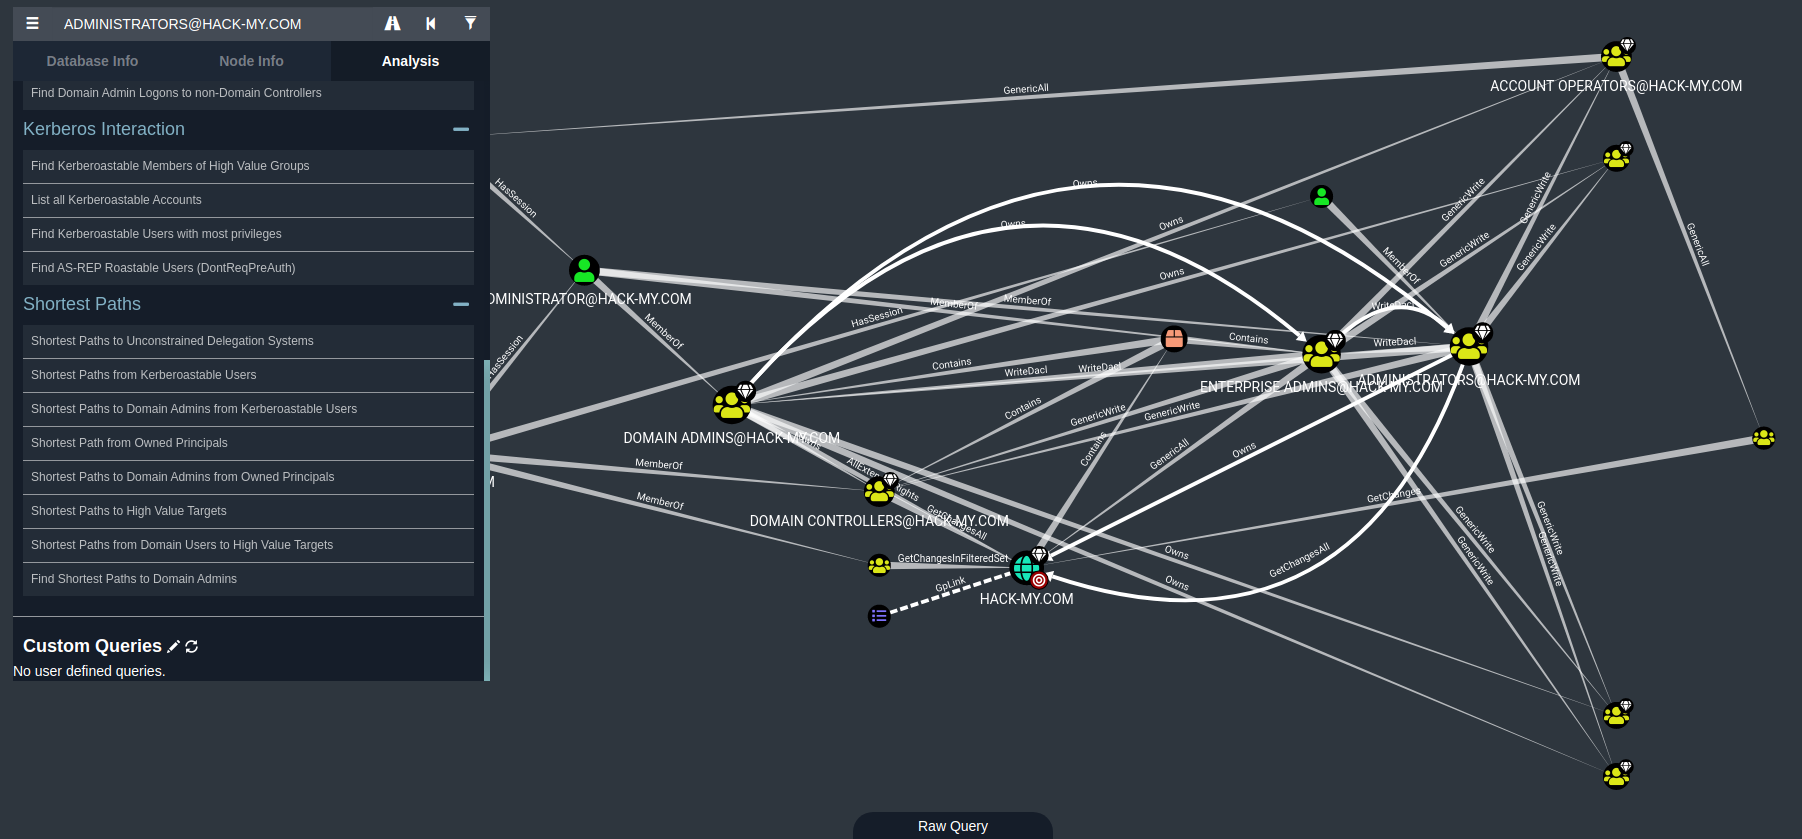 ADMINISTRATORS@HACK-MY.COM
Database Info
Node Info
Analysis
Find Domain Admin Logons to non-Domain Controllers
Kerberos Interaction
Find Kerberoastable Members of High Value Groups
List all Kerberoastable Accounts
Find Kerberoastable Users with most privileges
Find AS-REP Roastable Users (DontReqPreAuth)
Shortest Paths
Shortest Paths to Unconstrained Delegation Systems
Shortest Paths from Kerberoastable Users
Shortest Paths to Domain Admins from Kerberoastable Users
Shortest Path from Owned Principals
Shortest Paths to Domain Admins from Owned Principals
Shortest Paths to High Value Targets
Shortest Paths from Domain Users to High Value Targets
Find Shortest Paths to Domain Admins
Custom Queries
No user defined queries.
GenericAll
ACCOUNT OPERATORS@HACK-MY.COM
HasSession
Owns
GenericWrite
GenericWrite
Owns
Owns
GenericWrite
GenericWrite
GenericAll
MemberOf
Owns
DMINISTRATOR@HACK-MY.COM
MemberOf
MemberOf
HasSession
WriteDacl
MemberOf
asSession
Contains
WriteDacl
Contains
WriteDacl
WriteDacl
ENTERPRISE ADMINS@HACK-MY.COM
ADMINISTRATORS@HACK-MY.COM
Contains
GenericWrite
GenericWrite
DOMAIN ADMINS@HACK-MY.COM
Contains
GenericAll
Owns
MemberOf
AllExtendedRights
M
MemberOf
GetChanges
DOMAIN CONTROLLERS@HACK-MY.COM
GetChangesAll
GenericWrite
GenericWrite
GenericWrite
GenericWrite
GetChangesInFilteredSet
Owns
GetChangesAll
GpLink
Owns
HACK-MY.COM
Raw Query